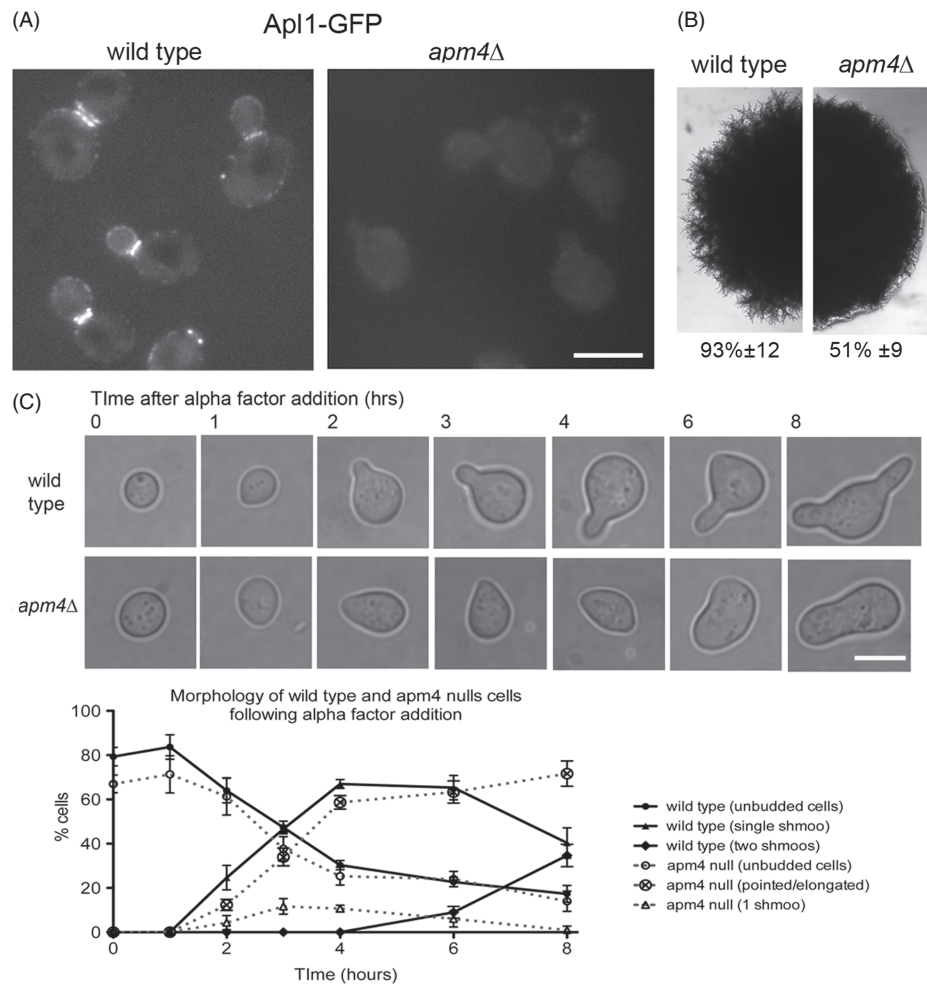 (A)
Apl1-GFP
wild type
apm4Δ
(B)
wild type
apm4Δ
93%±12
51% ±9
(C)
TIme after alpha factor addition (hrs)
0 1 2 3 4 6 8
wild
type
apm4Δ
Morphology of wild type and apm4 nulls cells
following alpha factor addition
100
80
60
40
20
0
% cells
0 2 4 6 8
TIme (hours)
wild type (unbudded cells)
wild type (single shmoo)
wild type (two shmoos)
apm4 null (unbudded cells)
apm4 null (pointed/elongated)
apm4 null (1 shmoo)